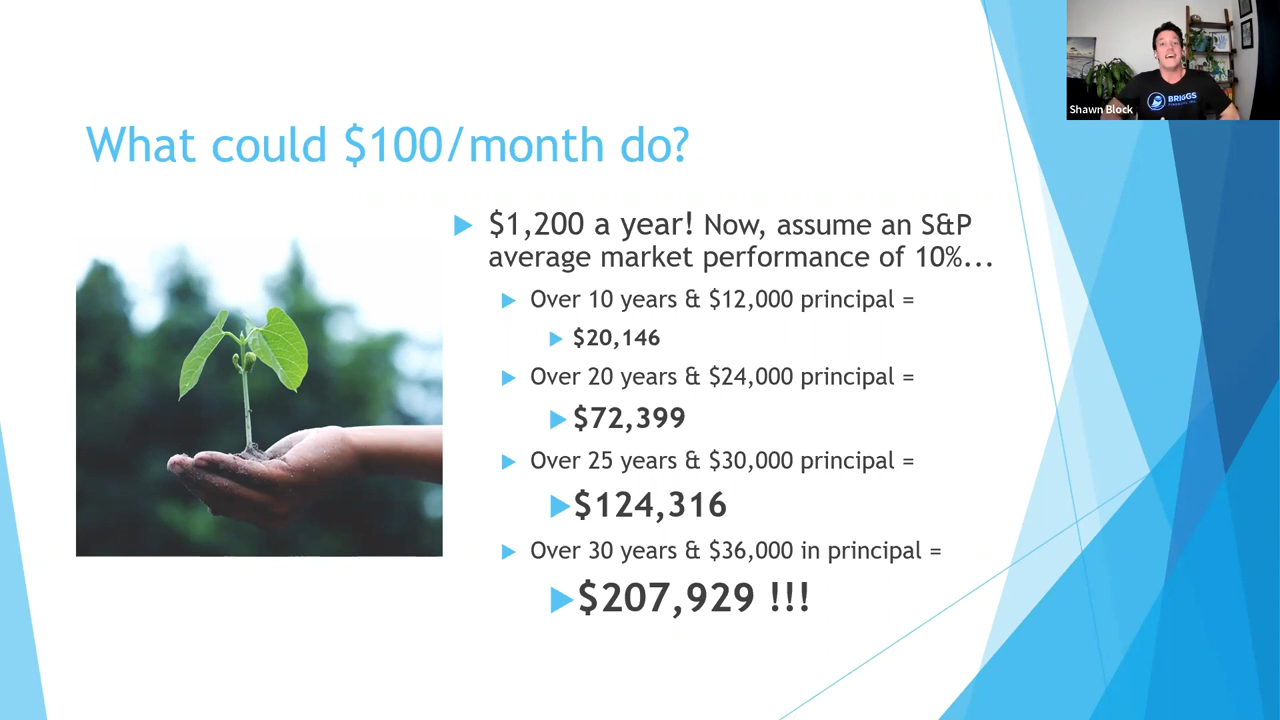 Shawn Block
BRIGGS
What could $100/month do?
$1,200 a year! Now, assume an S&P
average market performance of 10%...
Over 10 years & $12,000 principal =
$20,146
Over 20 years & $24,000 principal =
$72,399
Over 25 years & $30,000 principal =
$124,316
Over 30 years & $36,000 in principal =
$207,929 !!!